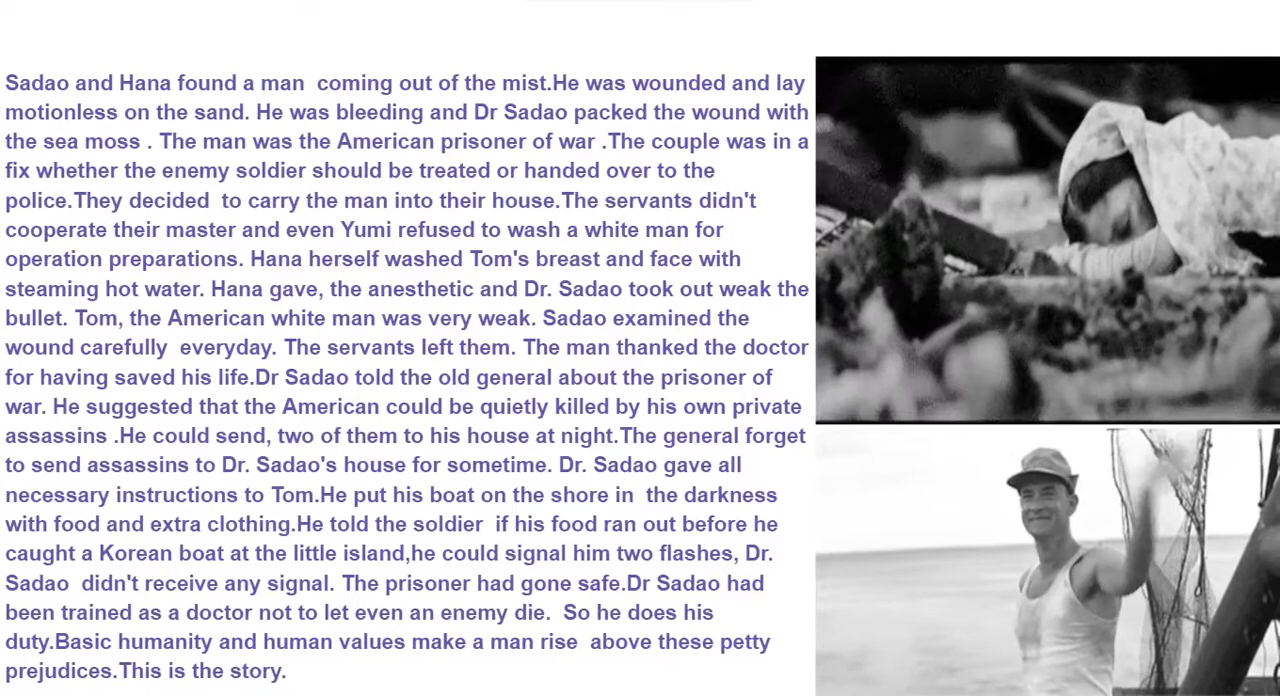 Sadao and Hana found a man  coming out of the mist.He was wounded and lay
motionless on the sand. He was bleeding and Dr Sadao packed the wound with
the sea moss . The man was the American prisoner of war .The couple was in a
fix whether the enemy soldier should be treated or handed over to the
police.They decided  to carry the man into their house.The servants didn't
cooperate their master and even Yumi refused to wash a white man for
operation preparations. Hana herself washed Tom's breast and face with
steaming hot water. Hana gave, the anesthetic and Dr. Sadao took out weak the
bullet. Tom, the American white man was very weak. Sadao examined the
wound carefully  everyday. The servants left them. The man thanked the doctor
for having saved his life.Dr Sadao told the old general about the prisoner of
war. He suggested that the American could be quietly killed by his own private
assassins .He could send, two of them to his house at night.The general forget
to send assassins to Dr. Sadao's house for sometime. Dr. Sadao gave all
necessary instructions to Tom.He put his boat on the shore in  the darkness
with food and extra clothing.He told the soldier  if his food ran out before he
caught a Korean boat at the little island,he could signal him two flashes, Dr.
Sadao  didn't receive any signal. The prisoner had gone safe.Dr Sadao had
been trained as a doctor not to let even an enemy die.  So he does his
duty.Basic humanity and human values make a man rise  above these petty
prejudices.This is the story.